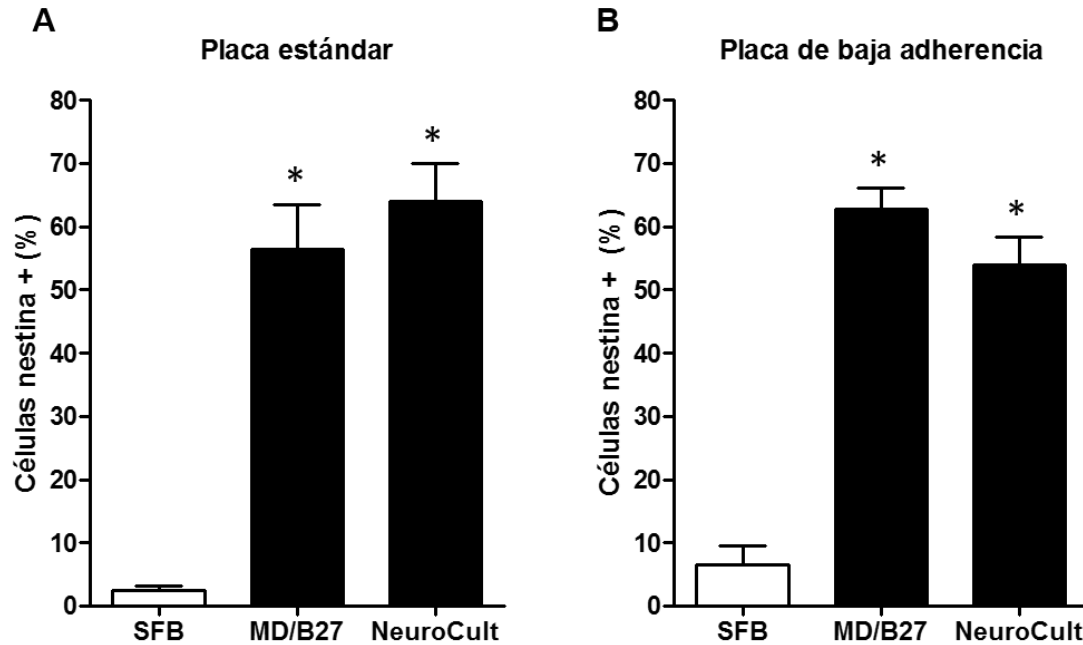 A
Placa estándar
Células nestina + (%)
80
70
60
50
40
30
20
10
0
*
*
SFB
MD/B27
NeuroCult
B
Placa de baja adherencia
Células nestina + (%)
80
70
60
50
40
30
20
10
0
*
*
SFB
MD/B27
NeuroCult